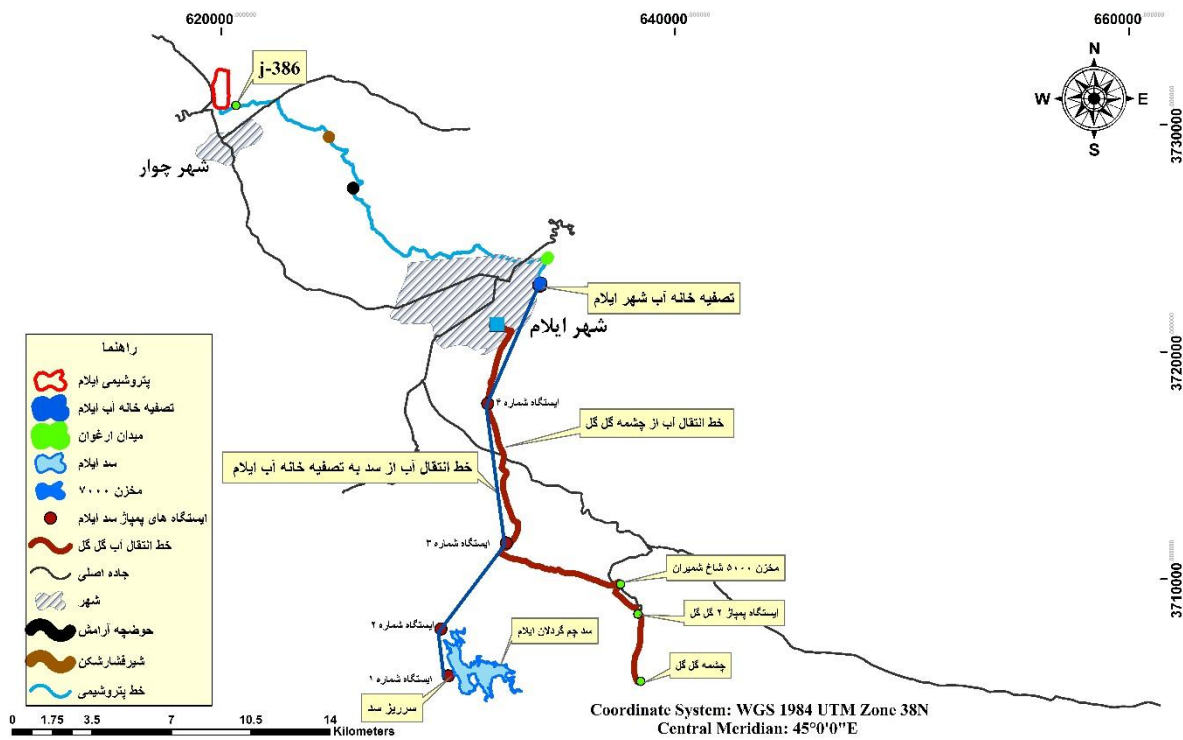 620000
640000
660000
j-386
N
W
E
S
3730000
شهر چوار
تصفیه خانه آب شهر ایلام
شهر ایلام
3720000
راهنما
پتروشیمی ایلام
تصفیه خانه آب ایلام
میدان ارغوان
سد ایلام
مخزن ۷۰۰۰
ایستگاه های پمپاژ سد ایلام
خط انتقال آب گل گل
جاده اصلی
شهر
حوضچه آرامش
شیرفشارشکن
خط پتروشیمی
ایستگاه شماره ۴
خط انتقال آب از چشمه گل گل
خط انتقال آب از سد به تصفیه خانه آب ایلام
ایستگاه شماره ۳
مخزن ۵۰۰۰ شاخ شمیران
3710000
ایستگاه پمپاژ ۲ گل گل
ایستگاه شماره ۲
سد چم گردلان ایلام
چشمه گل گل
ایستگاه شماره ۱
سرریز سد
Coordinate System: WGS 1984 UTM Zone 38N
Central Meridian: 45°0'0"E
0 1.75 3.5 7 10.5 14
Kilometers